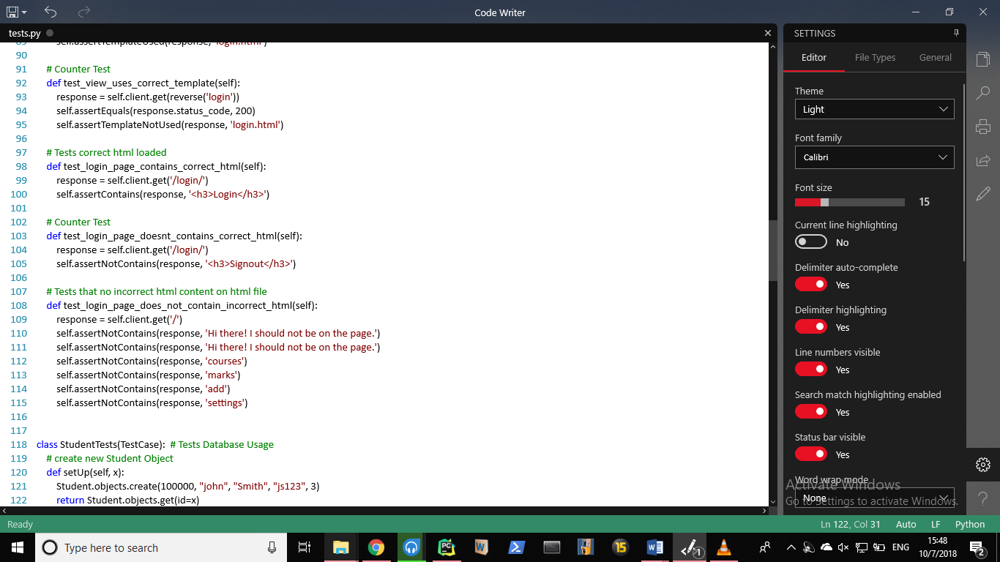 Code Writer
tests.py
89 self.assertTemplateUsed(response, 'login.html')
90
91 # Counter Test
92 def test_view_uses_correct_template(self):
93 response = self.client.get(reverse('login'))
94 self.assertEquals(response.status_code, 200)
95 self.assertTemplateNotUsed(response, 'login.html')
96
97 # Tests correct html loaded
98 def test_login_page_contains_correct_html(self):
99 response = self.client.get('/login/')
100 self.assertContains(response, '<h3>Login</h3>')
101
102 # Counter Test
103 def test_login_page_doesnt_contains_correct_html(self):
104 response = self.client.get('/login/')
105 self.assertNotContains(response, '<h3>Signout</h3>')
106
107 # Tests that no incorrect html content on html file
108 def test_login_page_does_not_contain_incorrect_html(self):
109 response = self.client.get('/')
110 self.assertNotContains(response, 'Hi there! I should not be on the page.')
111 self.assertNotContains(response, 'Hi there! I should not be on the page.')
112 self.assertNotContains(response, 'courses')
113 self.assertNotContains(response, 'marks')
114 self.assertNotContains(response, 'add')
115 self.assertNotContains(response, 'settings')
116
117
118 class StudentTests(TestCase): # Tests Database Usage
119 # create new Student Object
120 def setUp(self, x):
121 Student.objects.create(100000, "john", "Smith", "js123", 3)
122 return Student.objects.get(id=x)
SETTINGS
Editor File Types General
Theme
Light
Font family
Calibri
Font size
15
Current line highlighting
No
Delimiter auto-complete
Yes
Delimiter highlighting
Yes
Line numbers visible
Yes
Search match highlighting enabled
Yes
Status bar visible
Yes
Word wrap mode
None
Activate Windows
Go to Settings to activate Windows.
Ready
Ln 122, Col 31 Auto LF Python
Type here to search
PC
W
15
W
1
ENG
15:48
10/7/2018
2